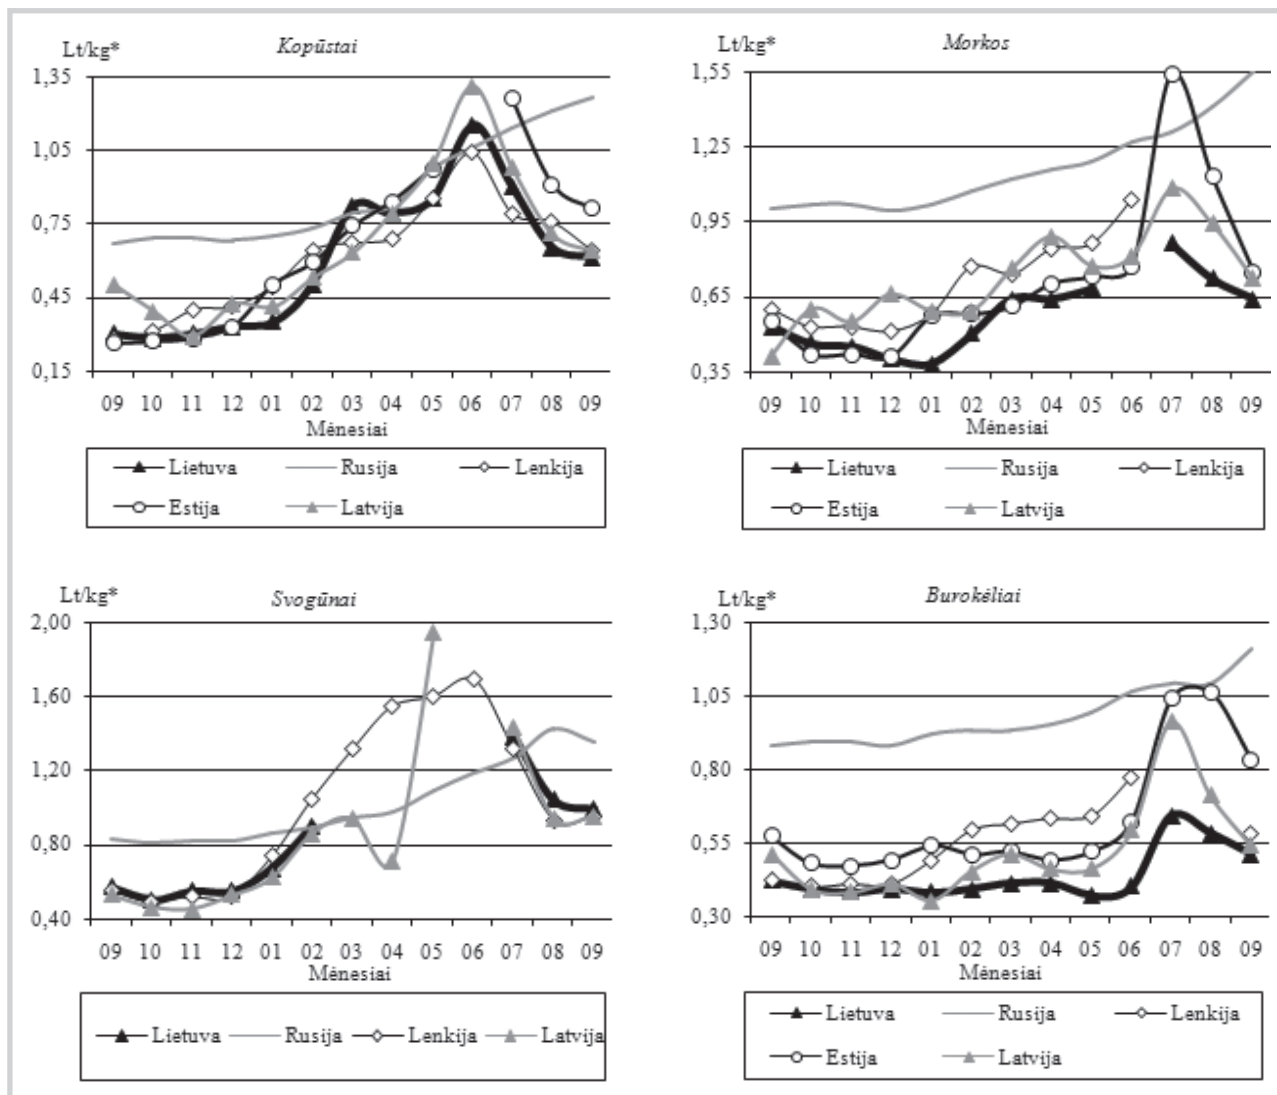 Lt/kg*
Kopūstai
1,35
1,05
0,75
0,45
0,15
09 10 11 12 01 02 03 04 05 06 07 08 09
Mėnesiai
Lietuva Rusija Lenkija
Estija Latvija
Lt/kg*
Morkos
1,55
1,25
0,95
0,65
0,35
09 10 11 12 01 02 03 04 05 06 07 08 09
Mėnesiai
Lietuva Rusija Lenkija
Estija Latvija
Lt/kg*
Svogūnai
2,00
1,60
1,20
0,80
0,40
09 10 11 12 01 02 03 04 05 06 07 08 09
Mėnesiai
Lietuva Rusija Lenkija Latvija
Lt/kg*
Burokėliai
1,30
1,05
0,80
0,55
0,30
09 10 11 12 01 02 03 04 05 06 07 08 09
Mėnesiai
Lietuva Rusija Lenkija
Estija Latvija